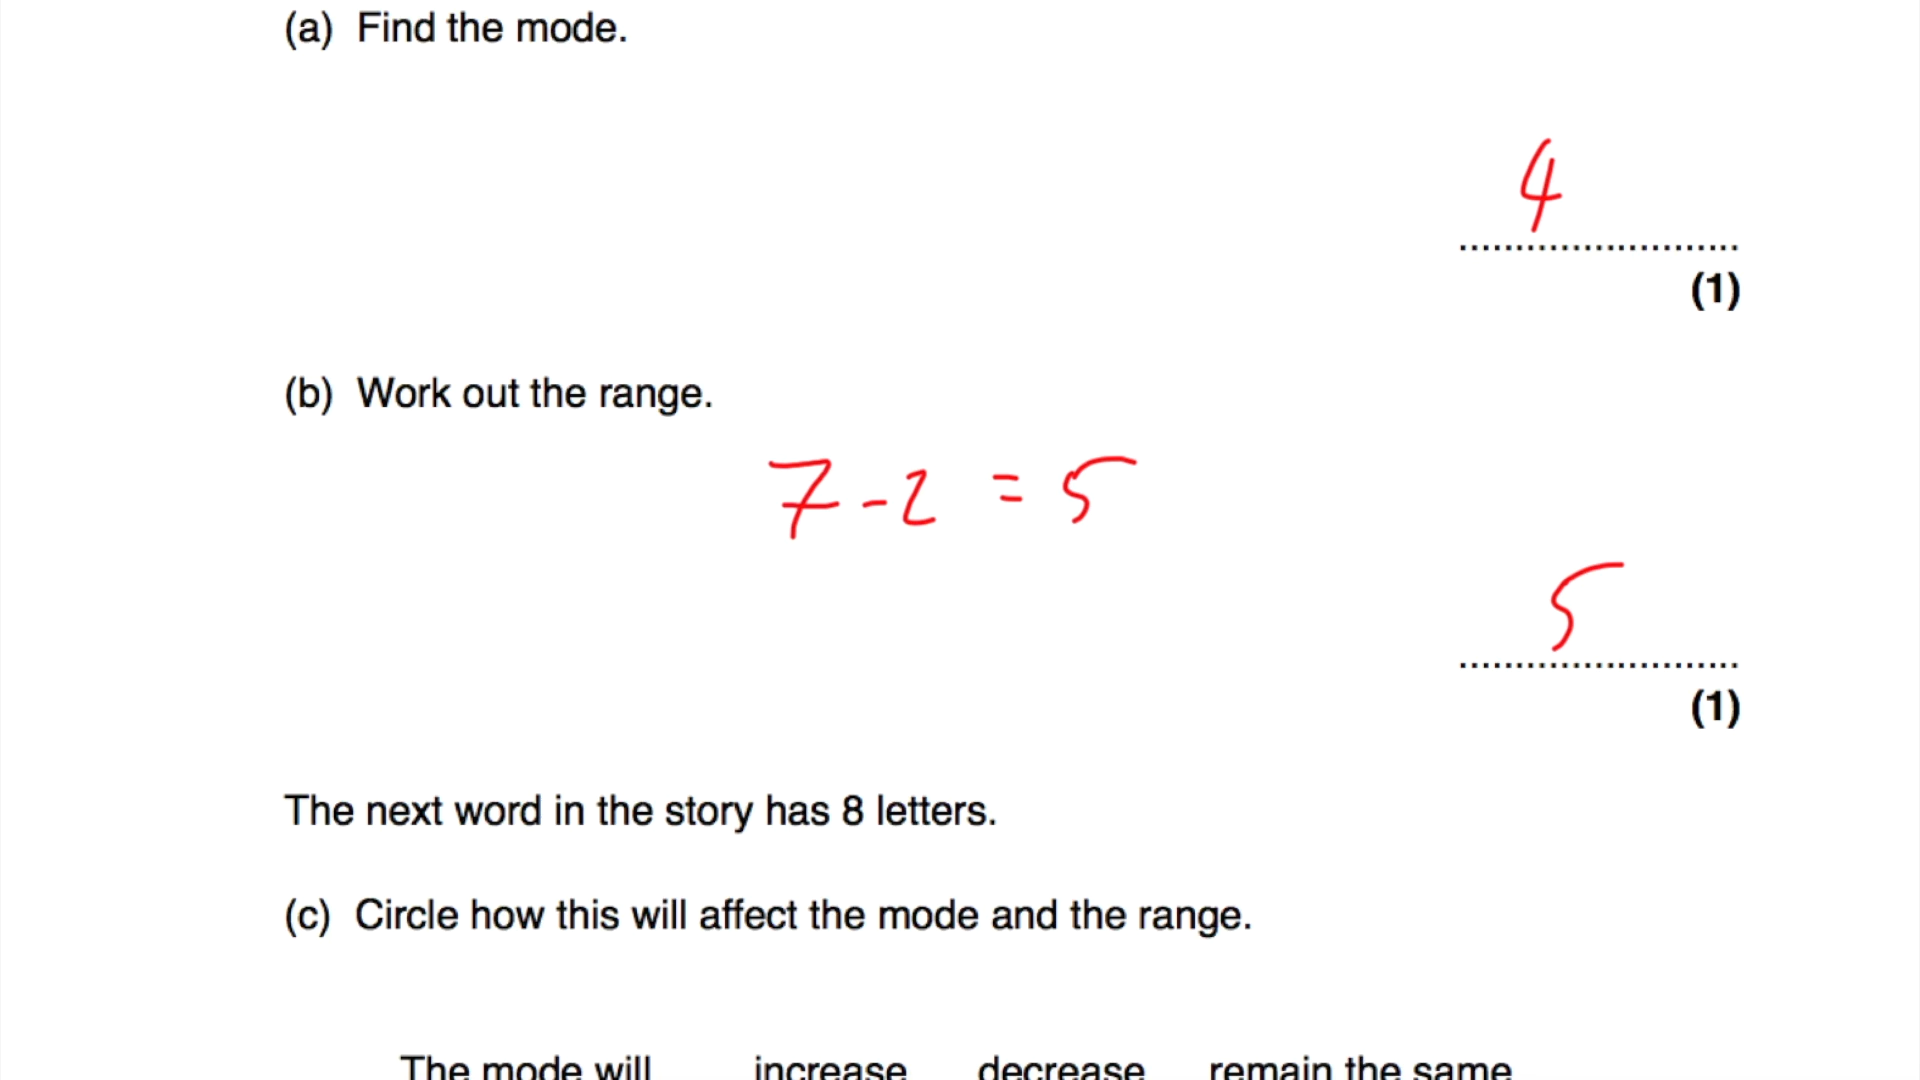 (a) Find the mode.
4
(1)
(b) Work out the range.
7 - 2 = 5
5
(1)
The next word in the story has 8 letters.
(c) Circle how this will affect the mode and the range.
The mode will increase decrease remain the same